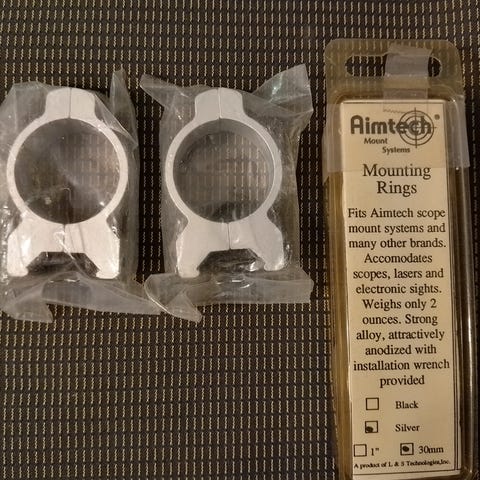 Aimtech®
Mount
Systems
Mounting
Rings
Fits Aimtech scope
mount systems and
many other brands.
Accomodates
scopes, lasers and
electronic sights.
Weighs only 2
ounces. Strong
alloy, attractively
anodized with
installation wrench
provided
Black
Silver
1" 30mm
A product of L & S Technologies,Inc.